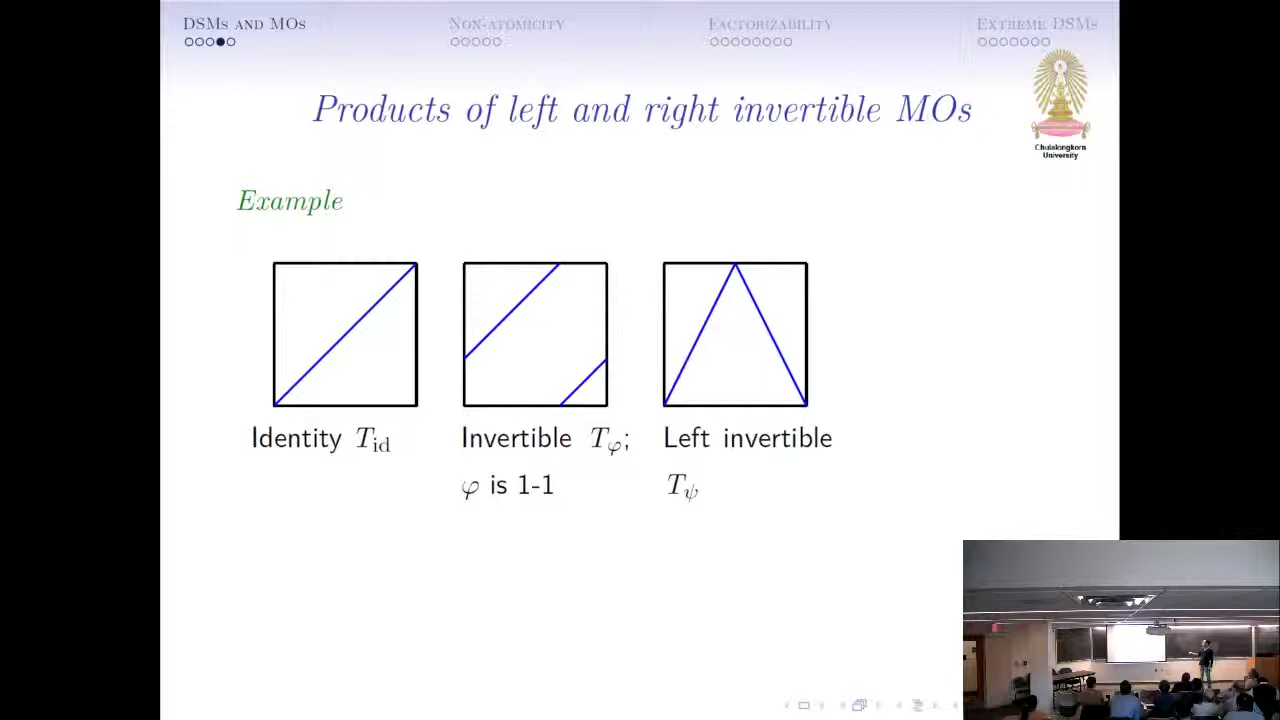 DSMs and MOs Non-atomicity Factorizability Extreme DSMs
Products of left and right invertible MOs
Chulalongkorn
University
Example
Identity T_id Invertible T_φ; Left invertible
φ is 1-1 T_ψ